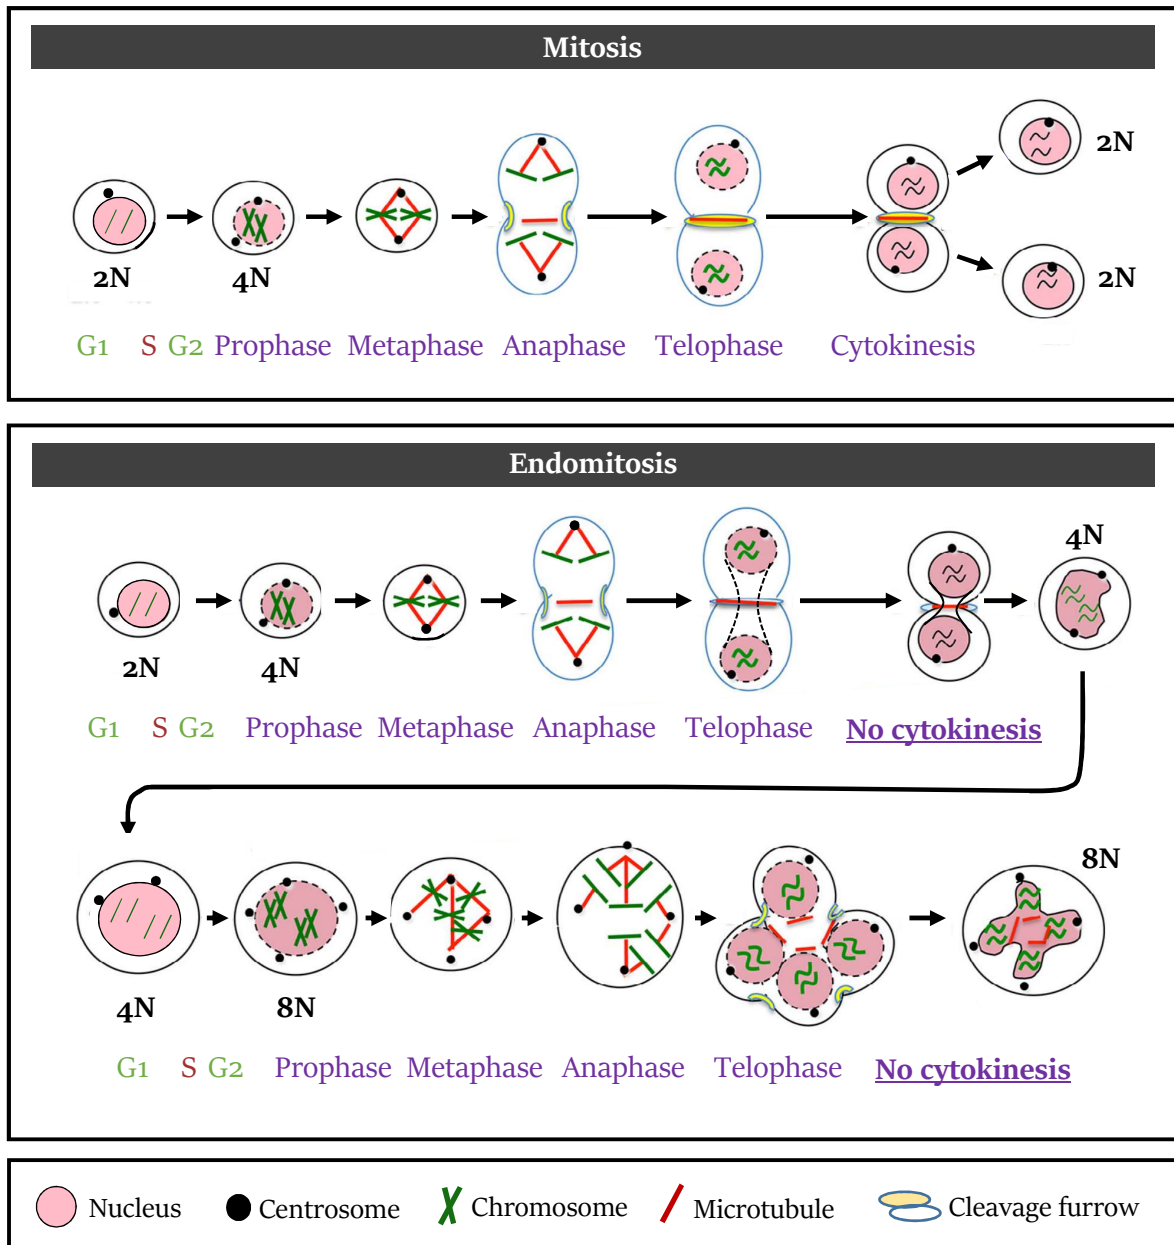 Mitosis
2N
2N
2N 4N
G1 S G2 Prophase Metaphase Anaphase Telophase Cytokinesis
Endomitosis
4N
2N 4N
G1 S G2 Prophase Metaphase Anaphase Telophase No cytokinesis
8N
4N 8N
G1 S G2 Prophase Metaphase Anaphase Telophase No cytokinesis
Nucleus Centrosome Chromosome Microtubule Cleavage furrow